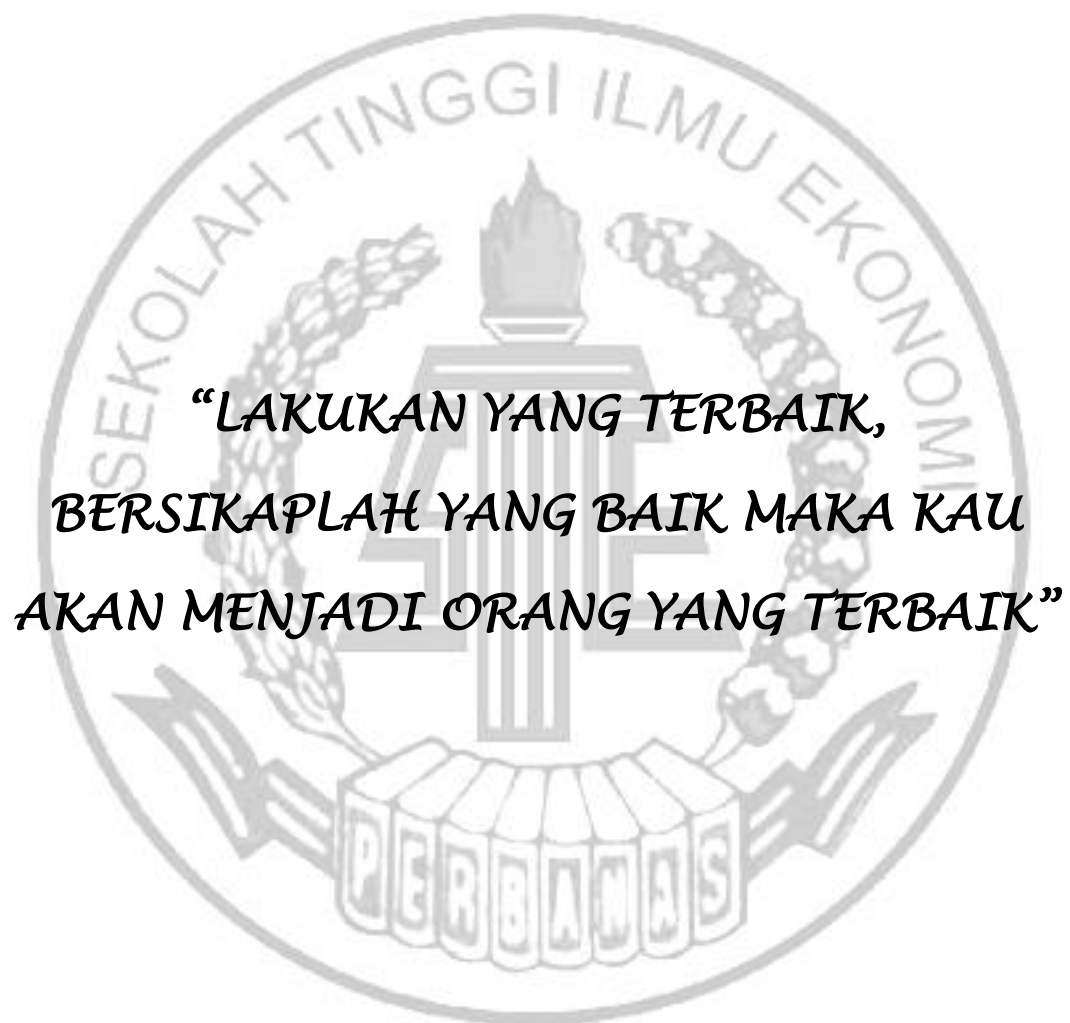 SEKOLAH TINGGI ILMU EKONOMI
“LAKUKAN YANG TERBAIK,
BERSIKAPLAH YANG BAIK MAKA KAU
AKAN MENJADI ORANG YANG TERBAIK”
PERBANAS